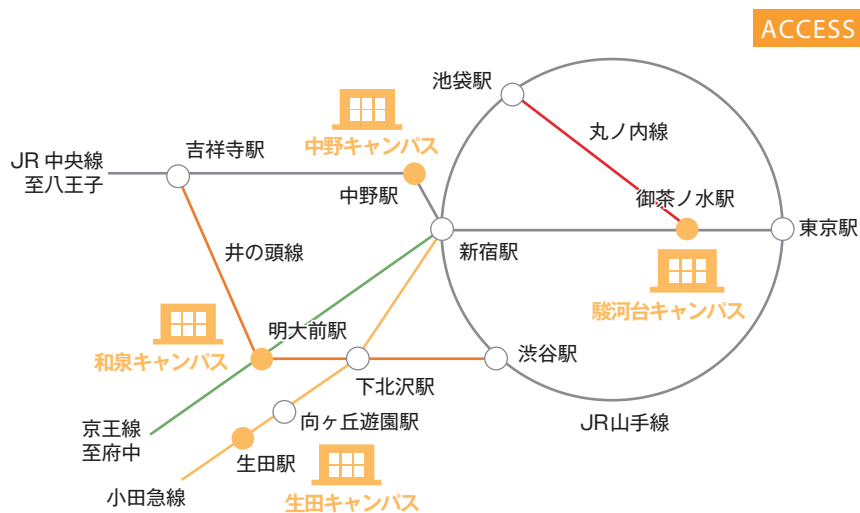 ACCESS
池袋駅
丸ノ内線
中野キャンパス
吉祥寺駅
JR 中央線
至八王子
中野駅
御茶ノ水駅
東京駅
新宿駅
井の頭線
駿河台キャンパス
明大前駅
和泉キャンパス
渋谷駅
下北沢駅
向ヶ丘遊園駅
JR山手線
京王線
至府中
生田駅
生田キャンパス
小田急線